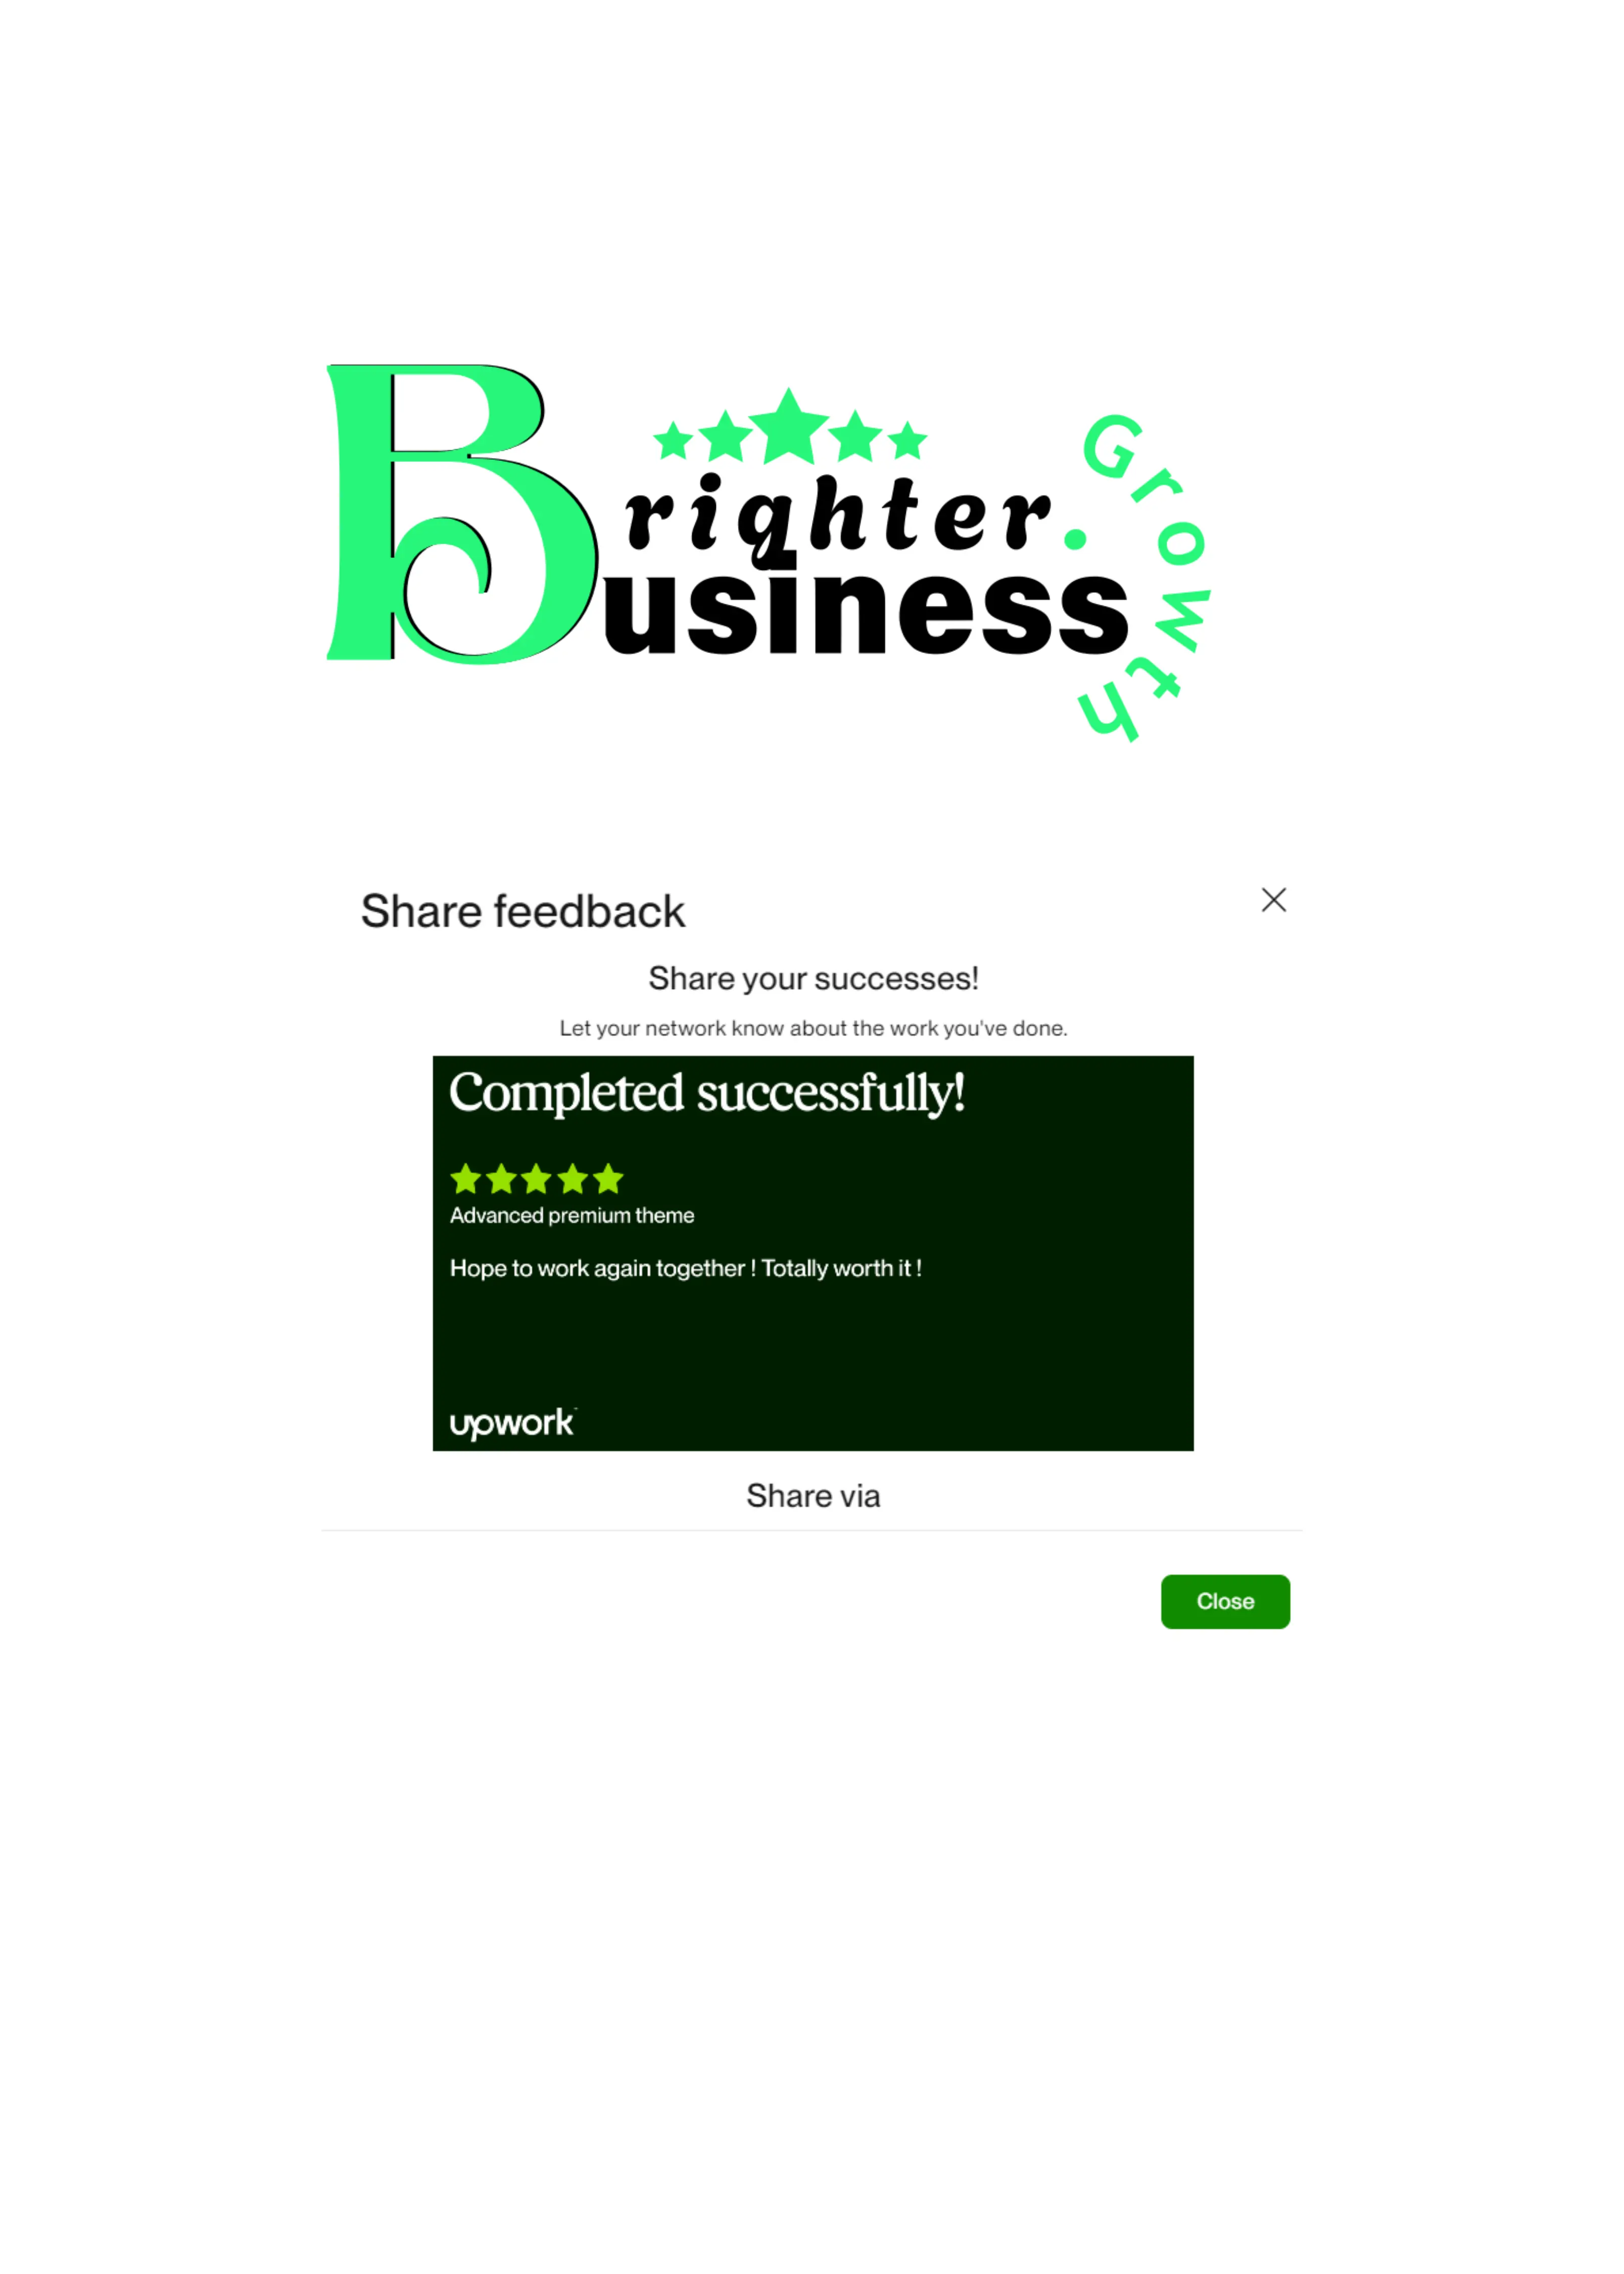 Brighter.
Business
Growth
Share feedback
Share your successes!
Let your network know about the work you've done.
Completed successfully!
Advanced premium theme
Hope to work again together ! Totally worth it !
upwork
Share via
Close